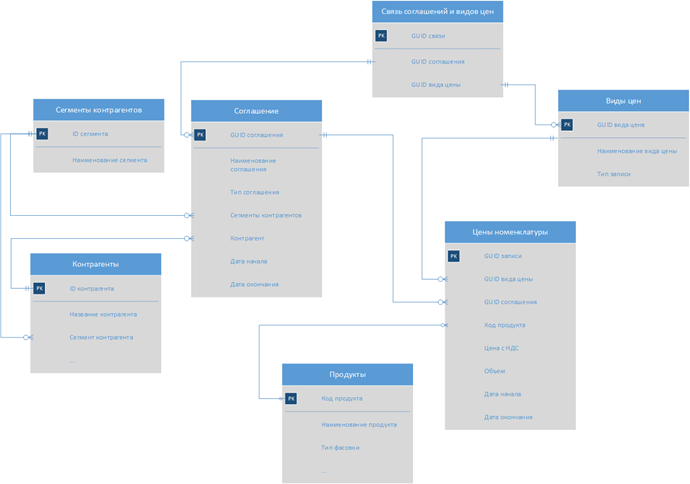 Связь соглашений и видов цен
PK
GUID связи
GUID соглашения
GUID вида цены
Виды цен
GUID вида цена
Наименование вида цены
Тип записи
Сегменты контрагентов
PK
ID сегмента
Наименование сегмента
Соглашение
PK
GUID соглашения
Наименование
соглашения
Тип соглашения
Сегменты контрагентов
Контрагент
Дата начала
Дата окончания
Контрагенты
PK
ID контрагента
Название контрагента
Сегмент контрагента
...
Цены номенклатуры
PK
GUID записи
GUID вида цены
GUID соглашения
Код продукта
Цена с НДС
Объем
Дата начала
Дата окончания
Продукты
PK
Код продукта
Наименование продукта
Тип фасовки
...